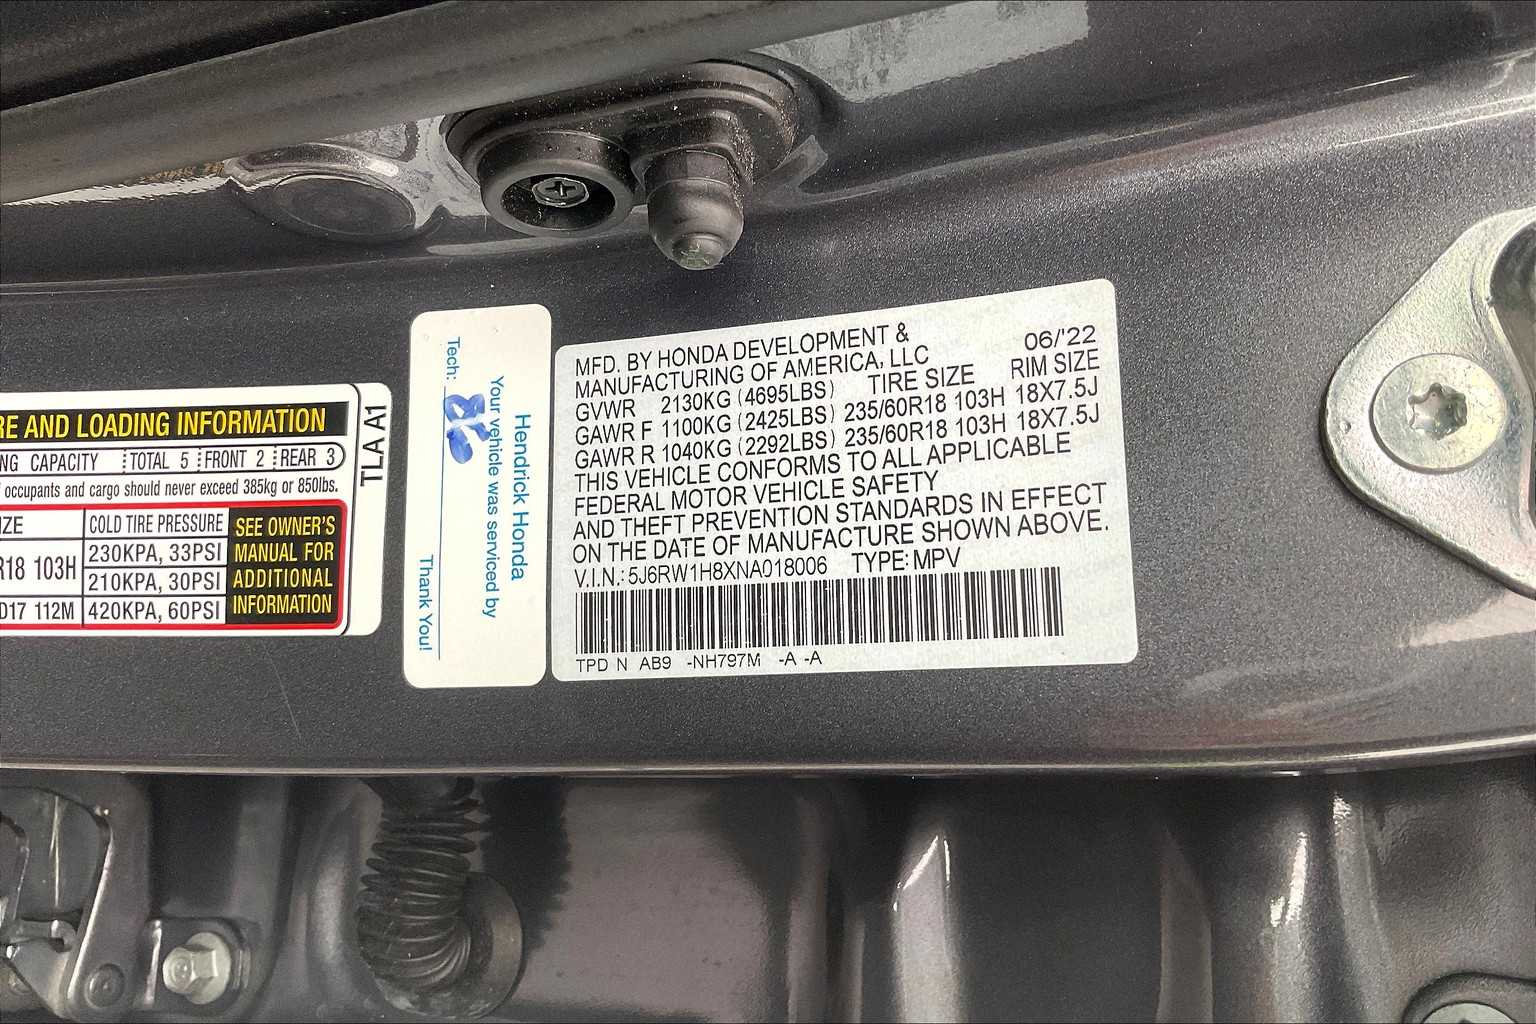 RE AND LOADING INFORMATION
NG CAPACITY TOTAL 5 FRONT 2 REAR 3
occupants and cargo should never exceed 385kg or 850lbs.
IZE COLD TIRE PRESSURE SEE OWNER'S
MANUAL FOR
ADDITIONAL
INFORMATION
R18 103H 230KPA, 33PSI
210KPA, 30PSI
D17 112M 420KPA, 60PSI
TLA A1
Hendrick Honda
Your vehicle was serviced by
Tech: Thank You!
MFD. BY HONDA DEVELOPMENT & 06/'22
MANUFACTURING OF AMERICA, LLC RIM SIZE
GVWR 2130KG (4695LBS) TIRE SIZE
GAWR F 1100KG (2425LBS) 235/60R18 103H 18X7.5J
GAWR R 1040KG (2292LBS) 235/60R18 103H 18X7.5J
THIS VEHICLE CONFORMS TO ALL APPLICABLE
FEDERAL MOTOR VEHICLE SAFETY
AND THEFT PREVENTION STANDARDS IN EFFECT
ON THE DATE OF MANUFACTURE SHOWN ABOVE.
V.I.N.: 5J6RW1H8XNA018006 TYPE: MPV
TPD N AB9 -NH797M -A -A